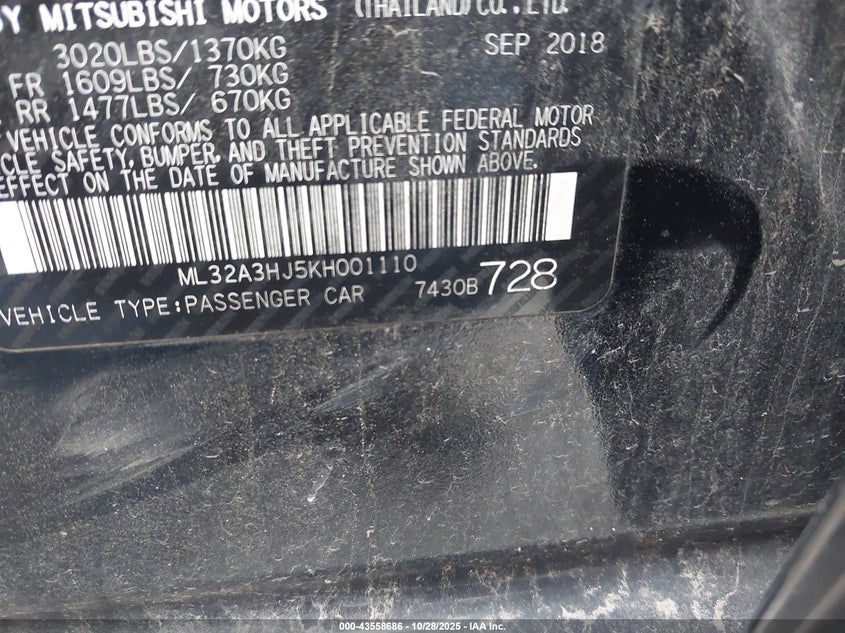 BY MITSUBISHI MOTORS (THAILAND)CO.,LTD.
3020LBS/1370KG SEP 2018
FR 1609LBS/ 730KG
RR 1477LBS/ 670KG
VEHICLE CONFORMS TO ALL APPLICABLE FEDERAL MOTOR
CLE SAFETY, BUMPER, AND THEFT PREVENTION STANDARDS
EFFECT ON THE DATE OF MANUFACTURE SHOWN ABOVE.
ML32A3HJ5KH001110
VEHICLE TYPE:PASSENGER CAR 7430B 728
000-43558686 - 10/28/2025 - IAA Inc.